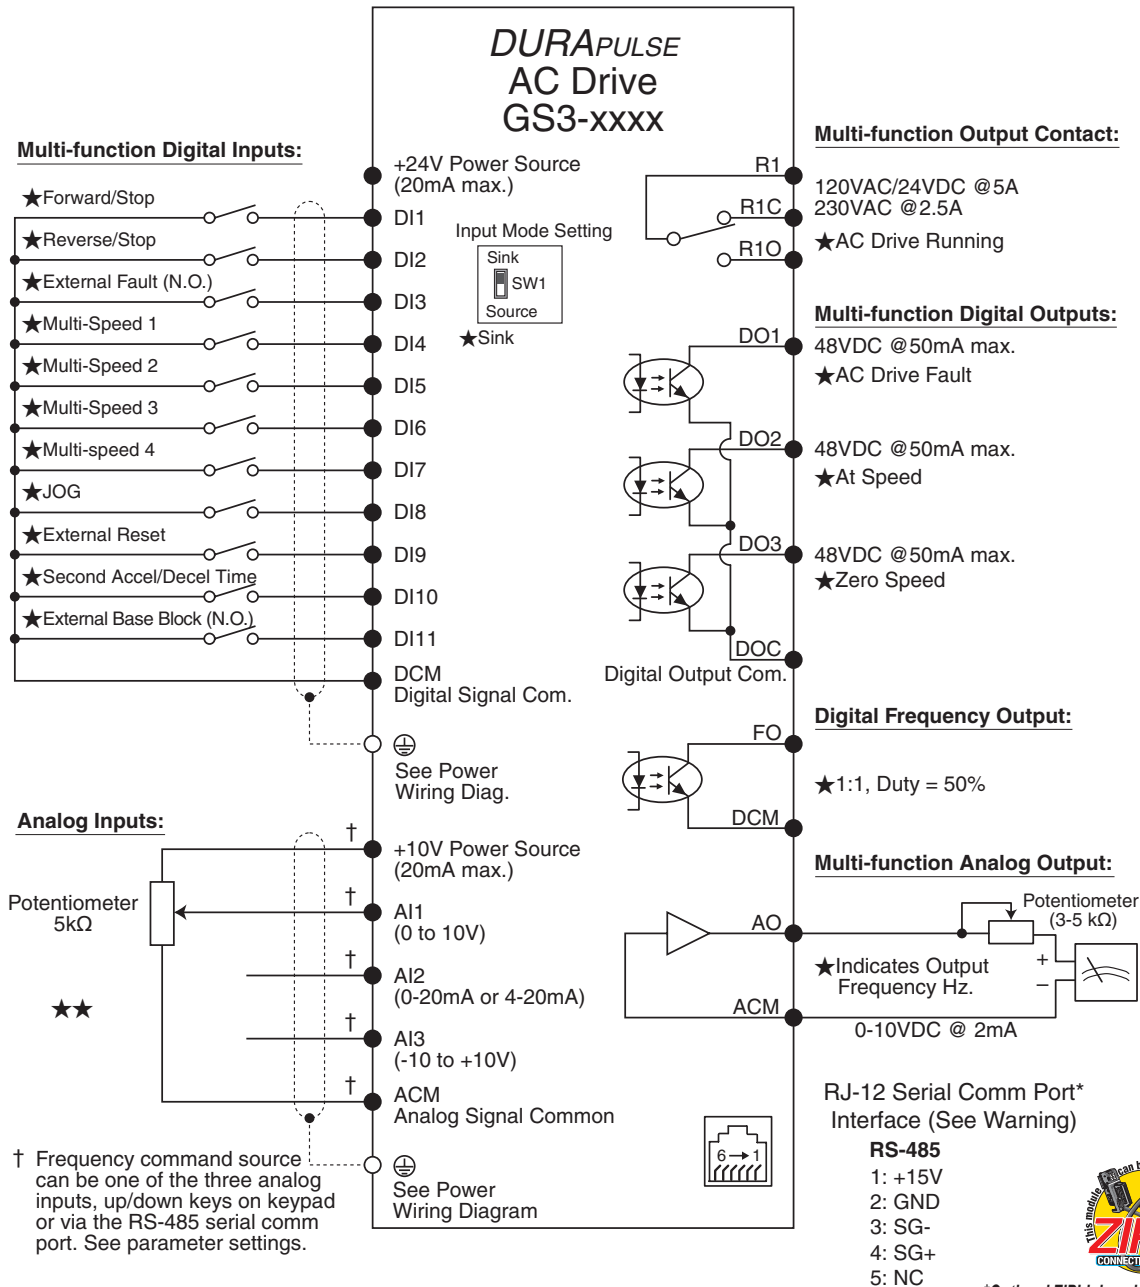 DURAPULSE
AC Drive
GS3-xxxx
Multi-function Digital Inputs:
★Forward/Stop
★Reverse/Stop
★External Fault (N.O.)
★Multi-Speed 1
★Multi-Speed 2
★Multi-Speed 3
★Multi-speed 4
★JOG
★External Reset
★Second Accel/Decel Time
★External Base Block (N.O.)
+24V Power Source
(20mA max.)
DI1
DI2
DI3
DI4
DI5
DI6
DI7
DI8
DI9
DI10
DI11
DCM
Digital Signal Com.
See Power
Wiring Diag.
Input Mode Setting
Sink
SW1
Source
★Sink
Multi-function Output Contact:
R1
R1C
R1O
120VAC/24VDC @5A
230VAC @2.5A
★AC Drive Running
Multi-function Digital Outputs:
DO1
48VDC @50mA max.
★AC Drive Fault
DO2
48VDC @50mA max.
★At Speed
DO3
48VDC @50mA max.
★Zero Speed
DOC
Digital Output Com.
Digital Frequency Output:
FO
★1:1, Duty = 50%
DCM
Analog Inputs:
Potentiometer
5kΩ
★★
†
+10V Power Source
(20mA max.)
†
AI1
(0 to 10V)
†
AI2
(0-20mA or 4-20mA)
†
AI3
(-10 to +10V)
†
ACM
Analog Signal Common
See Power
Wiring Diagram
† Frequency command source
can be one of the three analog
inputs, up/down keys on keypad
or via the RS-485 serial comm
port. See parameter settings.
Multi-function Analog Output:
AO
Potentiometer
(3-5 kΩ)
+
–
★Indicates Output
Frequency Hz.
ACM
0-10VDC @ 2mA
6→1
RJ-12 Serial Comm Port*
Interface (See Warning)
RS-485
1: +15V
2: GND
3: SG-
4: SG+
5: NC
This module can